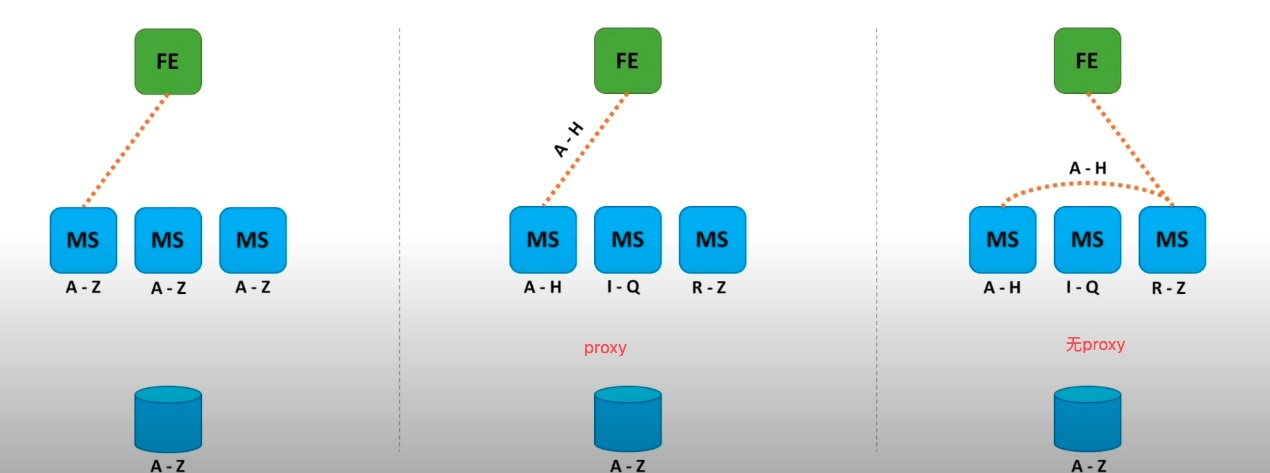 FE
MS
MS
MS
A - Z
A - Z
A - Z
A - Z
FE
A - H
MS
MS
MS
A - H
I - Q
R - Z
proxy
A - Z
FE
A - H
MS
MS
MS
A - H
I - Q
R - Z
无proxy
A - Z